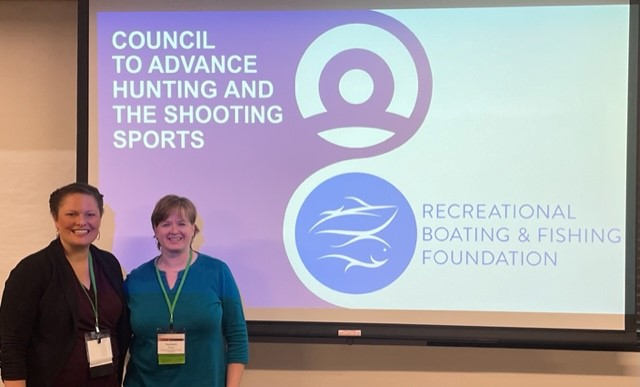 COUNCIL
TO ADVANCE
HUNTING AND
THE SHOOTING
SPORTS
RECREATIONAL
BOATING & FISHING
FOUNDATION